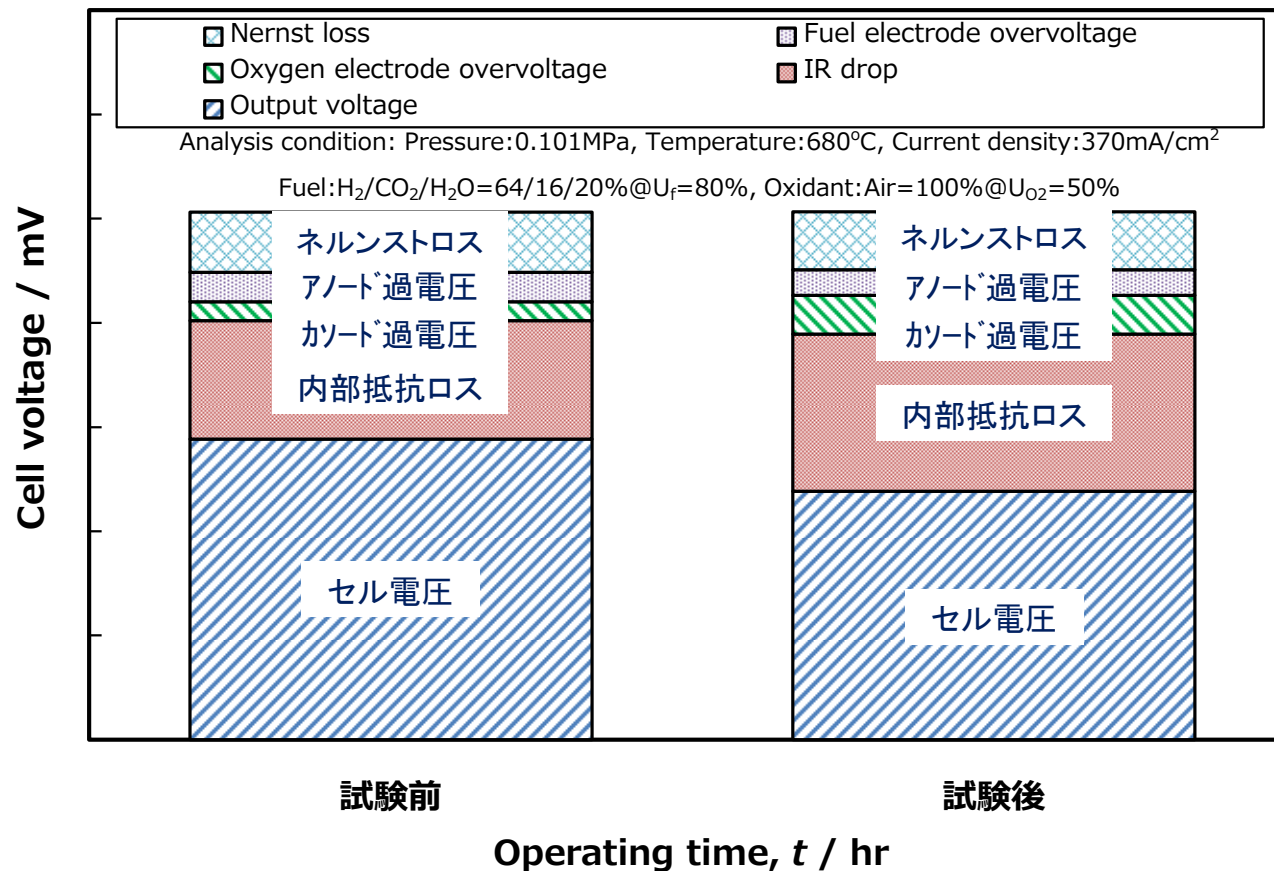 Nernst loss
Fuel electrode overvoltage
Oxygen electrode overvoltage
IR drop
Output voltage
Analysis condition: Pressure:0.101MPa, Temperature:680°C, Current density:370mA/cm²
Fuel:H₂/CO₂/H₂O=64/16/20%@U_f=80%, Oxidant:Air=100%@U_O2=50%
Cell voltage / mV
ネルンストロス
アノード過電圧
カソード過電圧
内部抵抗ロス
セル電圧
ネルンストロス
アノード過電圧
カソード過電圧
内部抵抗ロス
セル電圧
試験前
試験後
Operating time, t / hr